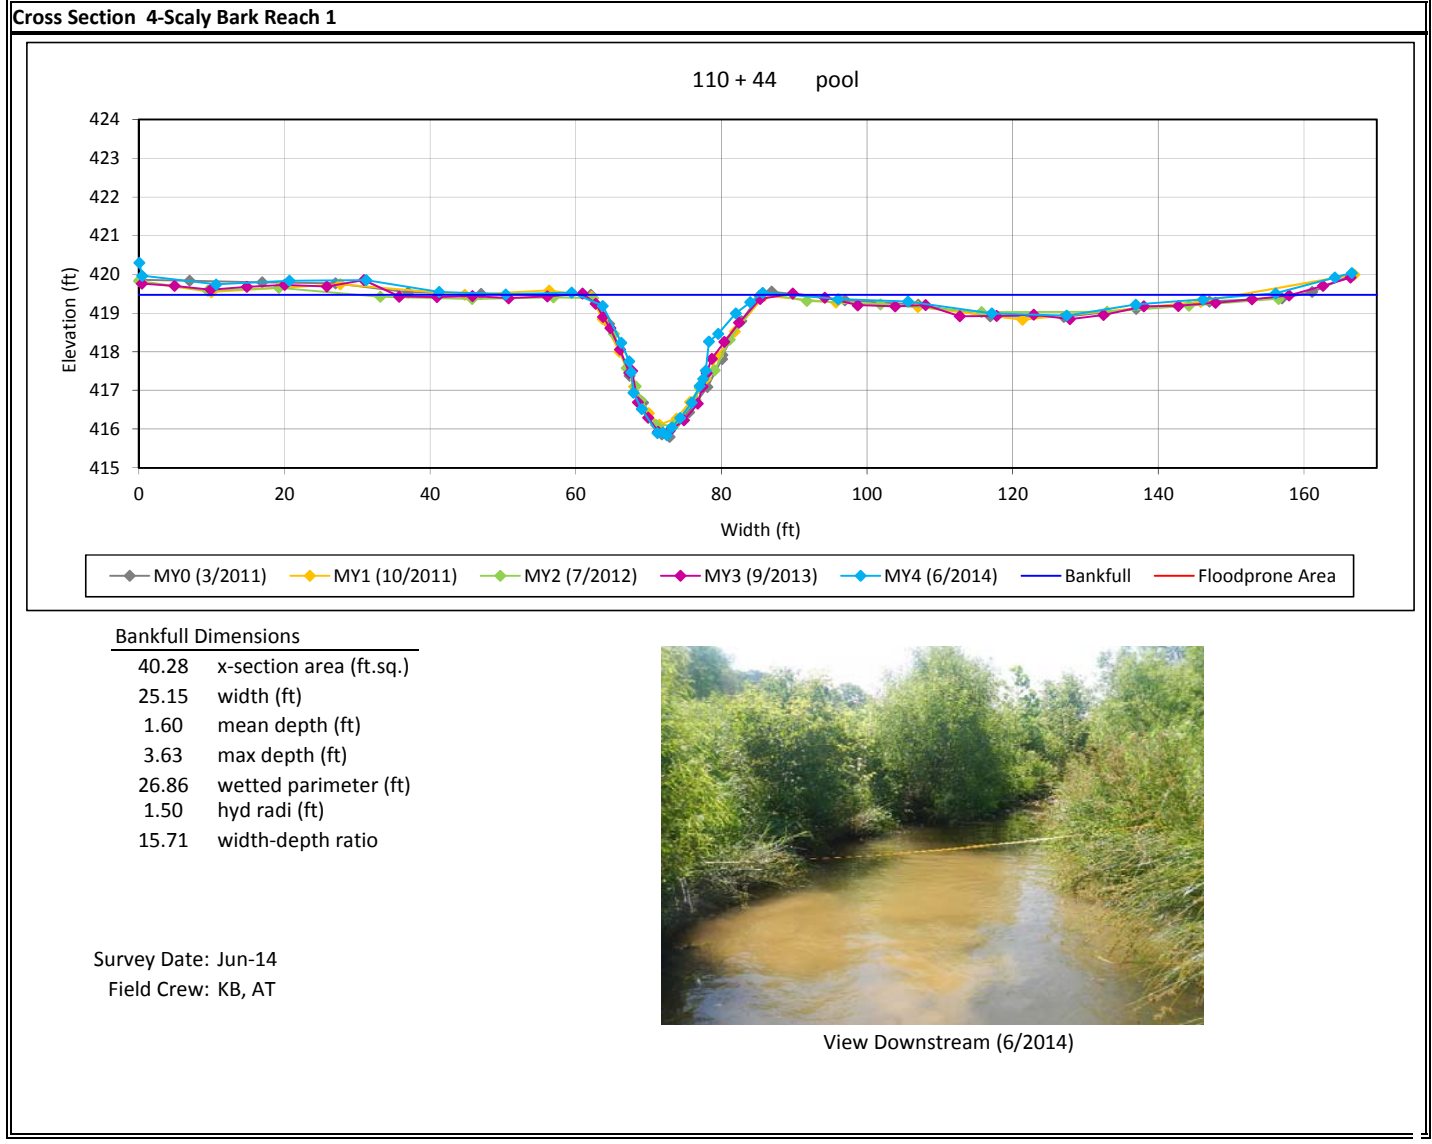 Cross Section 4-Scaly Bark Reach 1
110 + 44 pool
424
423
422
421
420
419
418
417
416
415
Elevation (ft)
0 20 40 60 80 100 120 140 160
Width (ft)
MY0 (3/2011) MY1 (10/2011) MY2 (7/2012) MY3 (9/2013) MY4 (6/2014) Bankfull Floodprone Area
Bankfull Dimensions
40.28 x-section area (ft.sq.)
25.15 width (ft)
1.60 mean depth (ft)
3.63 max depth (ft)
26.86 wetted parimeter (ft)
1.50 hyd radi (ft)
15.71 width-depth ratio
Survey Date: Jun-14
Field Crew: KB, AT
View Downstream (6/2014)